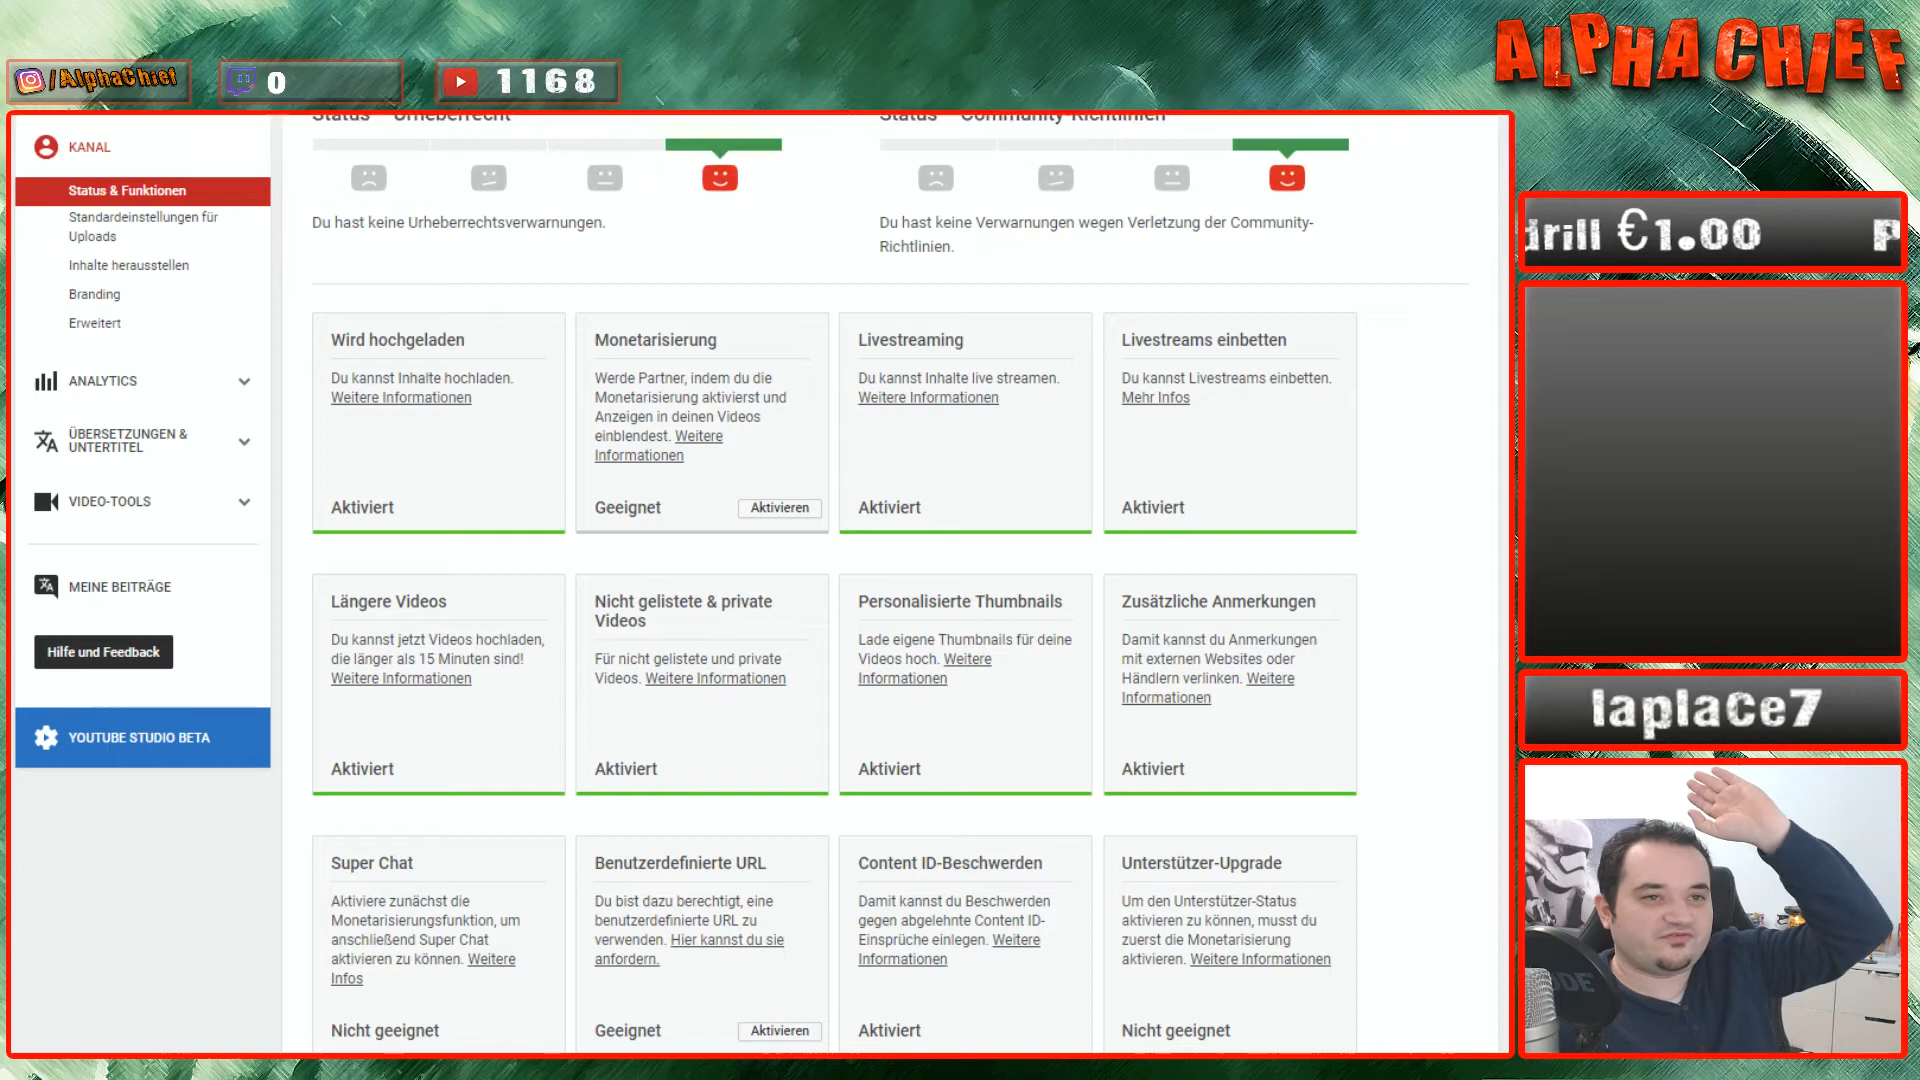 ALPHA CHIEF
/AlphaChief
0
1168
Status Urheberrecht
Status Community-Richtlinien
KANAL
Status & Funktionen
Standardeinstellungen für
Uploads
Inhalte herausstellen
Branding
Erweitert
ANALYTICS
ÜBERSETZUNGEN &
UNTERTITEL
VIDEO-TOOLS
MEINE BEITRÄGE
Hilfe und Feedback
YOUTUBE STUDIO BETA
Du hast keine Urheberrechtsverwarnungen.
Du hast keine Verwarnungen wegen Verletzung der Community-
Richtlinien.
Wird hochgeladen
Du kannst Inhalte hochladen.
Weitere Informationen
Aktiviert
Monetarisierung
Werde Partner, indem du die
Monetarisierung aktivierst und
Anzeigen in deinen Videos
einblendest. Weitere
Informationen
Geeignet
Aktivieren
Livestreaming
Du kannst Inhalte live streamen.
Weitere Informationen
Aktiviert
Livestreams einbetten
Du kannst Livestreams einbetten.
Mehr Infos
Aktiviert
Längere Videos
Du kannst jetzt Videos hochladen,
die länger als 15 Minuten sind!
Weitere Informationen
Aktiviert
Nicht gelistete & private
Videos
Für nicht gelistete und private
Videos. Weitere Informationen
Aktiviert
Personalisierte Thumbnails
Lade eigene Thumbnails für deine
Videos hoch. Weitere
Informationen
Aktiviert
Zusätzliche Anmerkungen
Damit kannst du Anmerkungen
mit externen Websites oder
Händlern verlinken. Weitere
Informationen
Aktiviert
Super Chat
Aktiviere zunächst die
Monetarisierungsfunktion, um
anschließend Super Chat
aktivieren zu können. Weitere
Infos
Nicht geeignet
Benutzerdefinierte URL
Du bist dazu berechtigt, eine
benutzerdefinierte URL zu
verwenden. Hier kannst du sie
anfordern.
Geeignet
Aktivieren
Content ID-Beschwerden
Damit kannst du Beschwerden
gegen abgelehnte Content ID-
Einsprüche einlegen. Weitere
Informationen
Aktiviert
Unterstützer-Upgrade
Um den Unterstützer-Status
aktivieren zu können, musst du
zuerst die Monetarisierung
aktivieren. Weitere Informationen
Nicht geeignet
drill €1.00 P
laplace7